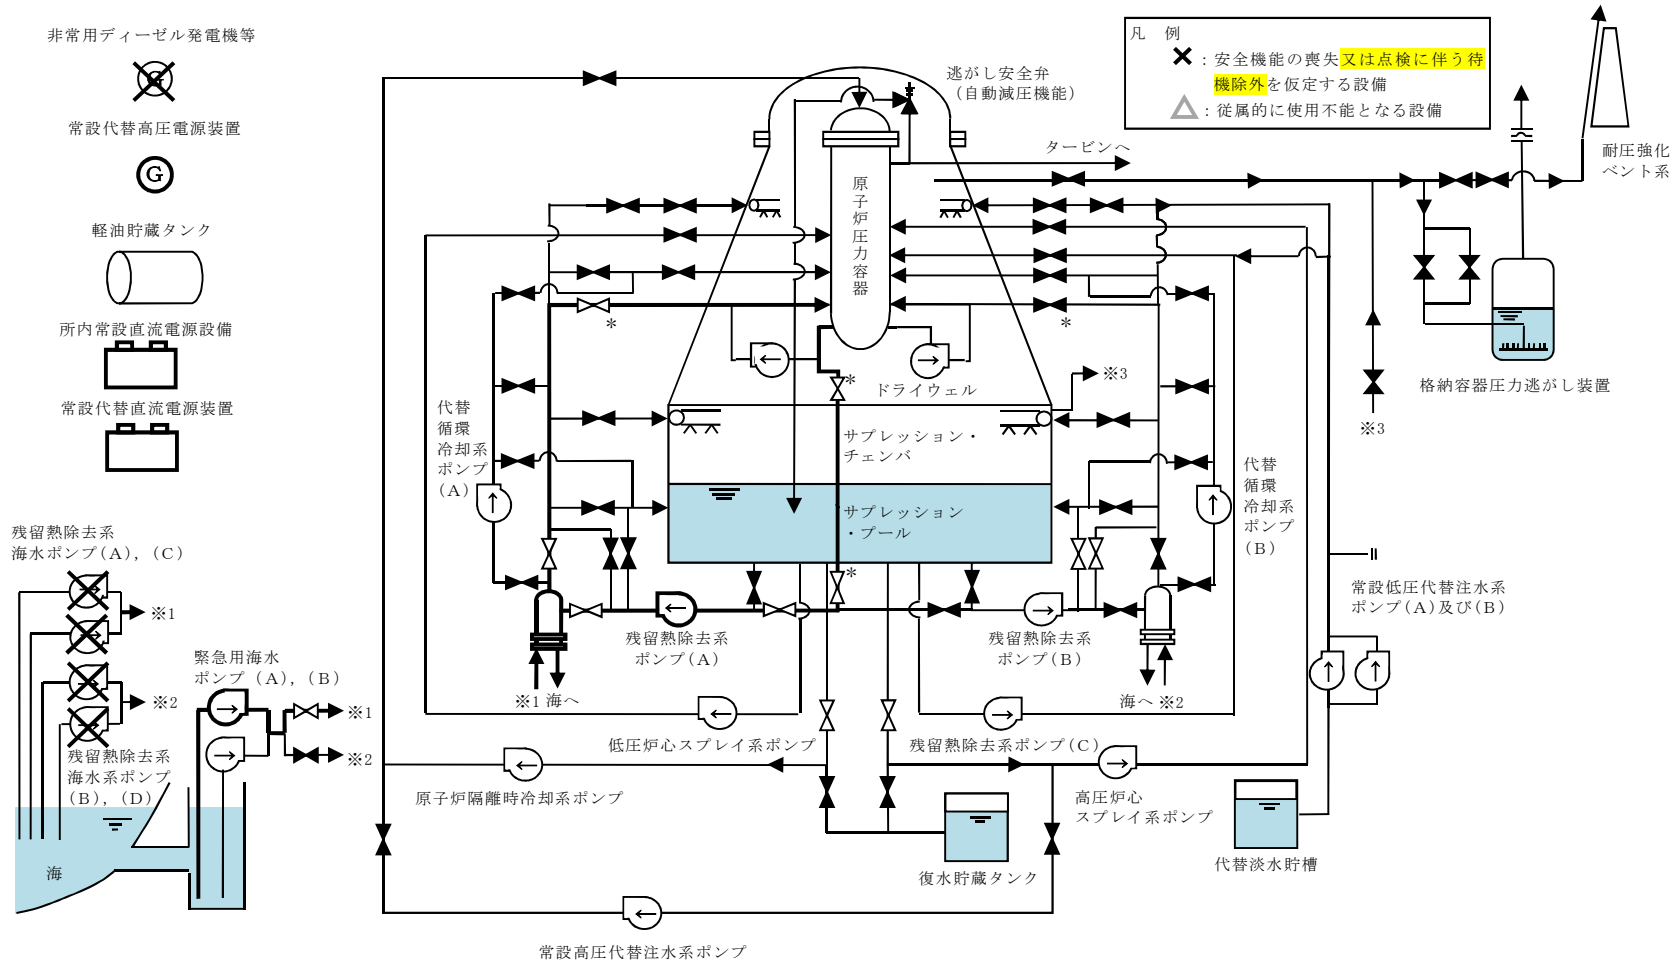 非常用ディーゼル発電機等
G
常設代替高圧電源装置
G
軽油貯蔵タンク
所内常設直流電源設備
常設代替直流電源装置
残留熱除去系
海水ポンプ(A), (C)
※1
※2
残留熱除去系
海水系ポンプ
(B), (D)
緊急用海水
ポンプ(A), (B)
※1
※2
海
逃がし安全弁
(自動減圧機能)
凡 例
:安全機能の喪失又は点検に伴う待
機除外を仮定する設備
:従属的に使用不能となる設備
耐圧強化
ベント系
タービンへ
原子炉圧力容器
*
*
*
*
ドライウェル
※3
※3
格納容器圧力逃がし装置
代替
循環
冷却系
ポンプ
(A)
サプレッション・
チェンバ
サプレッション
・プール
代替
循環
冷却系
ポンプ
(B)
残留熱除去系
ポンプ(A)
残留熱除去系
ポンプ(B)
※1 海へ
海へ ※2
常設低圧代替注水系
ポンプ(A)及び(B)
低圧炉心スプレイ系ポンプ
残留熱除去系ポンプ(C)
原子炉隔離時冷却系ポンプ
高圧炉心
スプレイ系ポンプ
復水貯蔵タンク
代替淡水貯槽
常設高圧代替注水系ポンプ